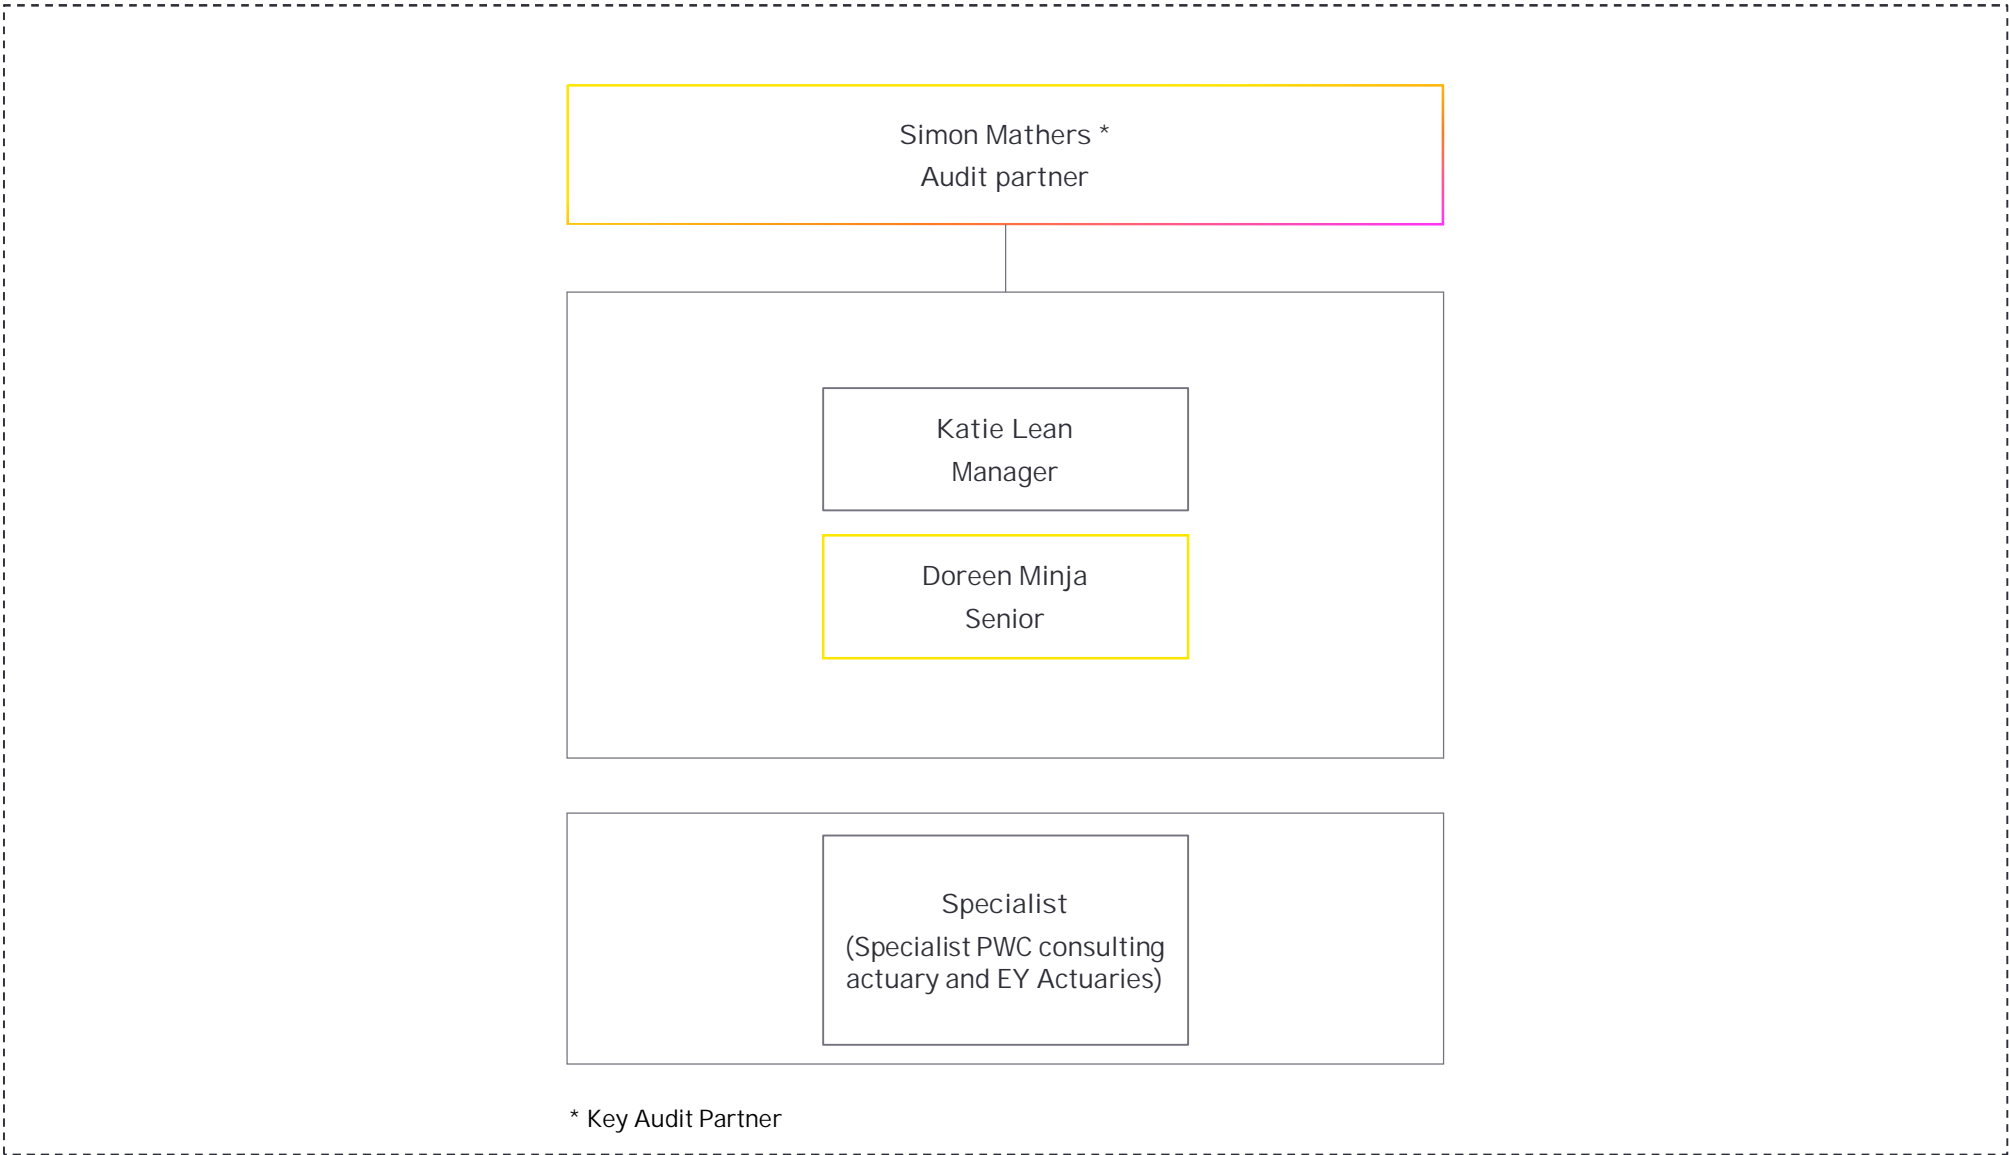 Simon Mathers *
Audit partner
Katie Lean
Manager
Doreen Minja
Senior
Specialist
(Specialist PWC consulting
actuary and EY Actuaries)
* Key Audit Partner